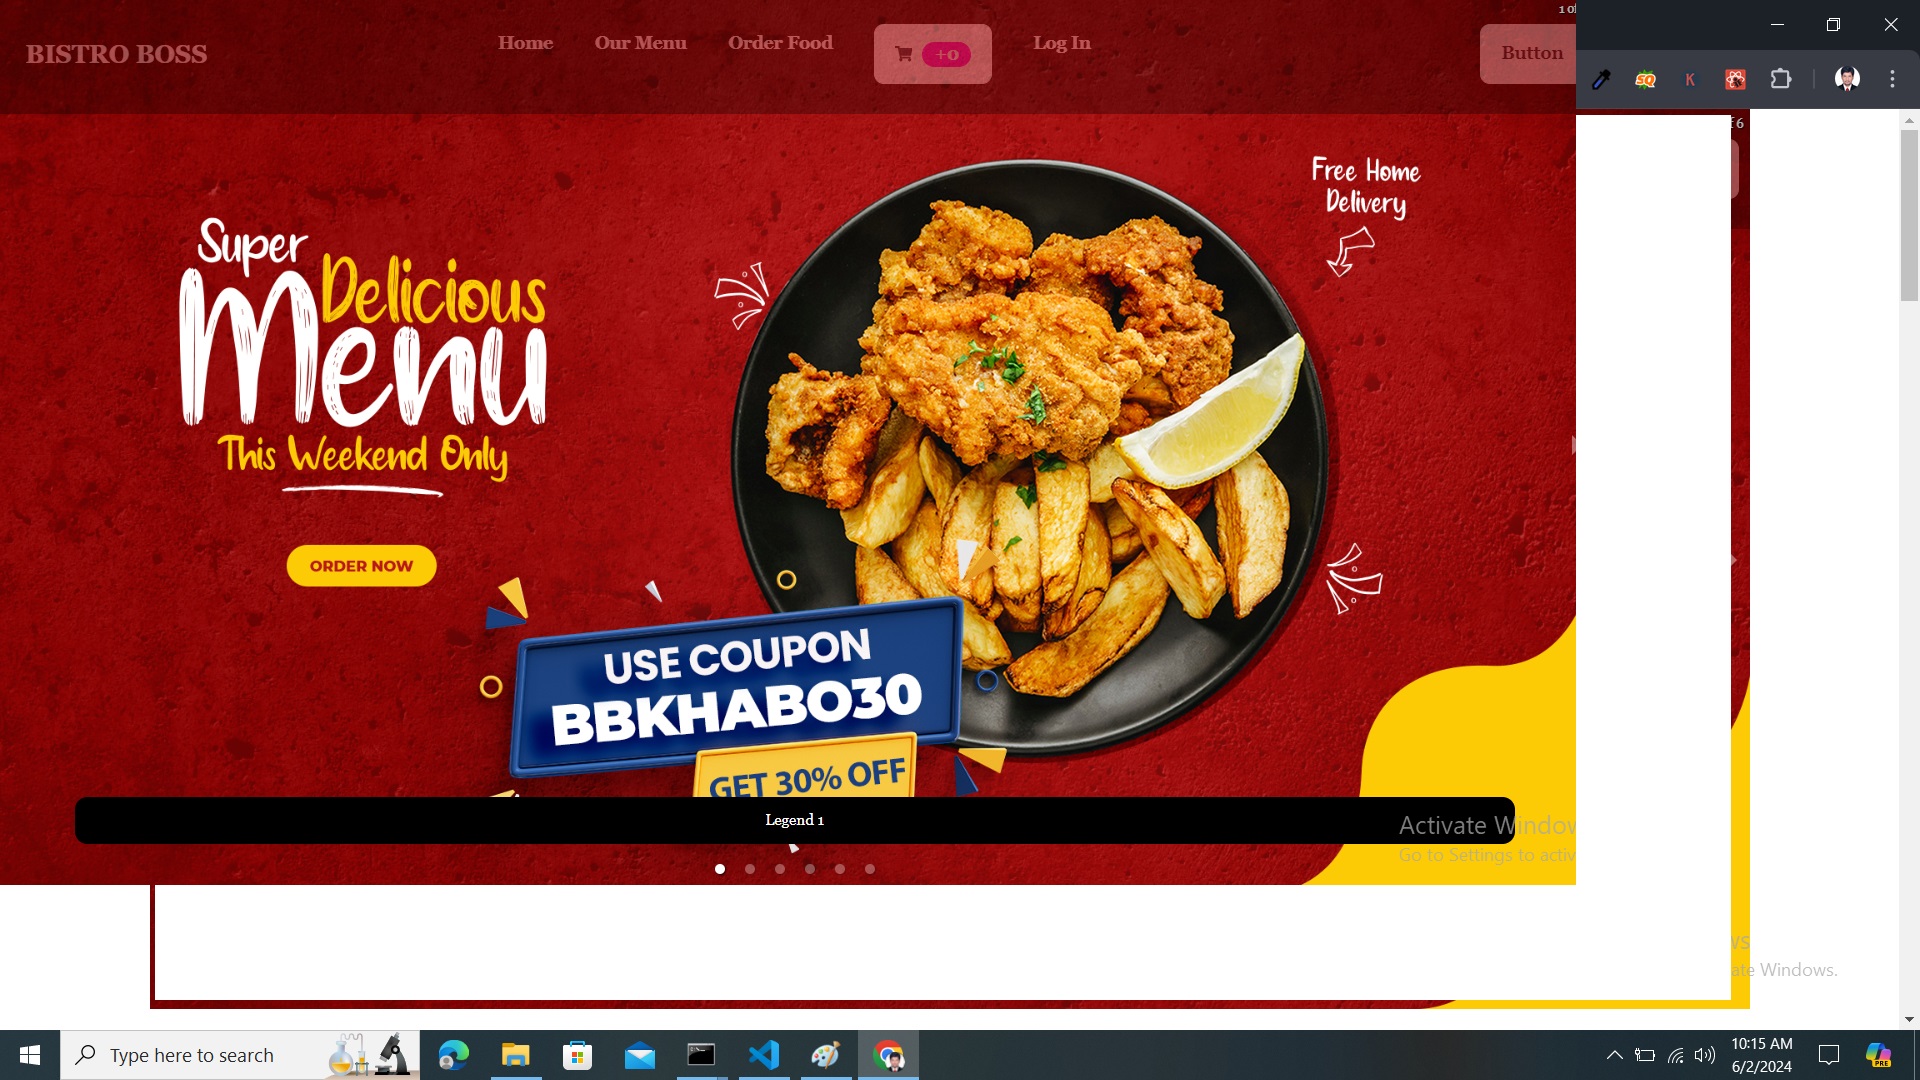 1 of
BISTRO BOSS
Home
Our Menu
Order Food
+0
Log In
Button
SQ
K
f 6
Free Home
Delivery
Super
Delicious
Menu
This Weekend Only
ORDER NOW
USE COUPON
BBKHABO30
GET 30% OFF
Legend 1
Activate Window
Go to Settings to activ
ws
ate Windows.
Type here to search
10:15 AM
6/2/2024
PRE